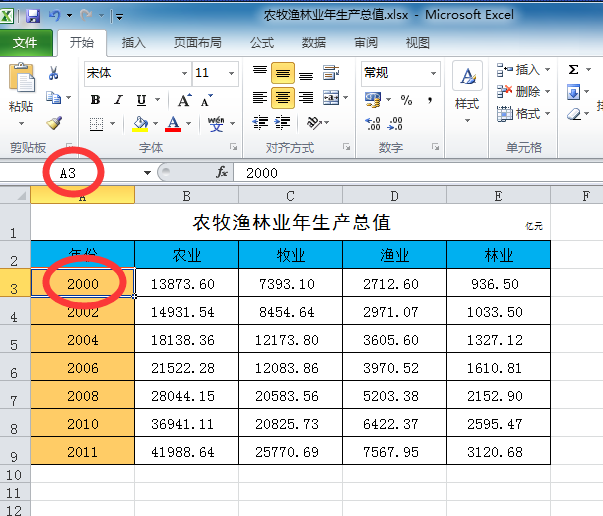 农牧渔林业年生产总值.xlsx - Microsoft Excel
文件 开始 插入 页面布局 公式 数据 审阅 视图
宋体 11 常规 插入 Σ
粘贴 B I U A A % , 样式 删除
wén 文 A .00 .0 格式
剪贴板 字体 对齐方式 数字 单元格
A3 fx 2000
A B C D E F
1 农牧渔林业年生产总值 亿元
2 年份 农业 牧业 渔业 林业
3 2000 13873.60 7393.10 2712.60 936.50
4 2002 14931.54 8454.64 2971.07 1033.50
5 2004 18138.36 12173.80 3605.60 1327.12
6 2006 21522.28 12083.86 3970.52 1610.81
7 2008 28044.15 20583.56 5203.38 2152.90
8 2010 36941.11 20825.73 6422.37 2595.47
9 2011 41988.64 25770.69 7567.95 3120.68
10
11
12